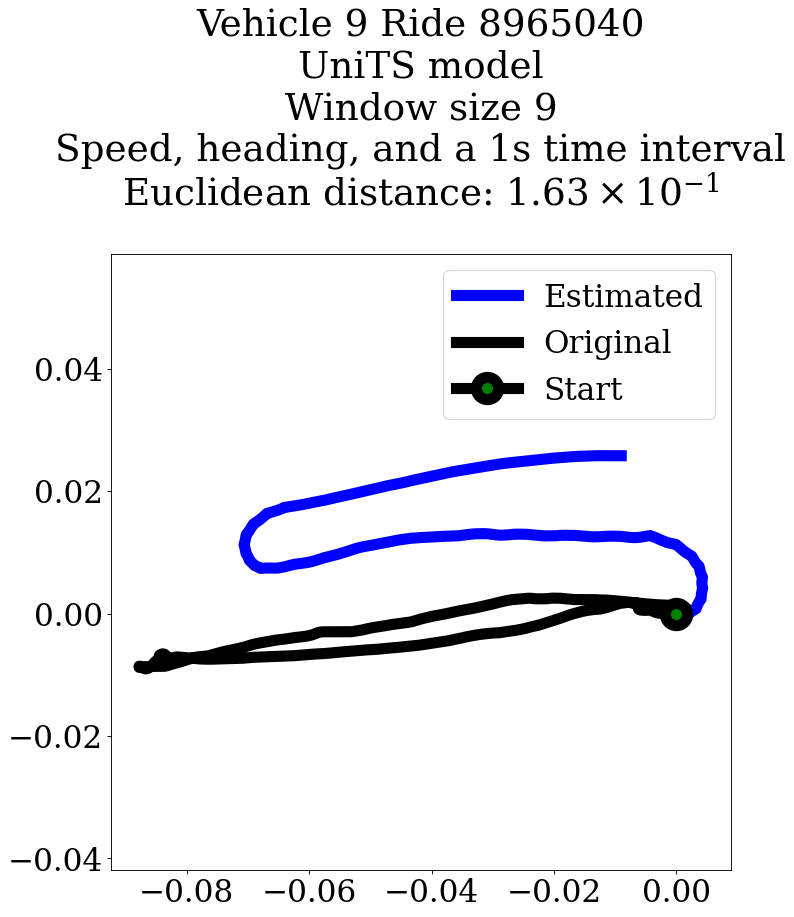 Vehicle 9 Ride 8965040
UniTS model
Window size 9
Speed, heading, and a 1s time interval
Euclidean distance: 1.63 × 10⁻¹
Estimated
Original
Start
0.04
0.02
0.00
−0.02
−0.04
−0.08 −0.06 −0.04 −0.02 0.00